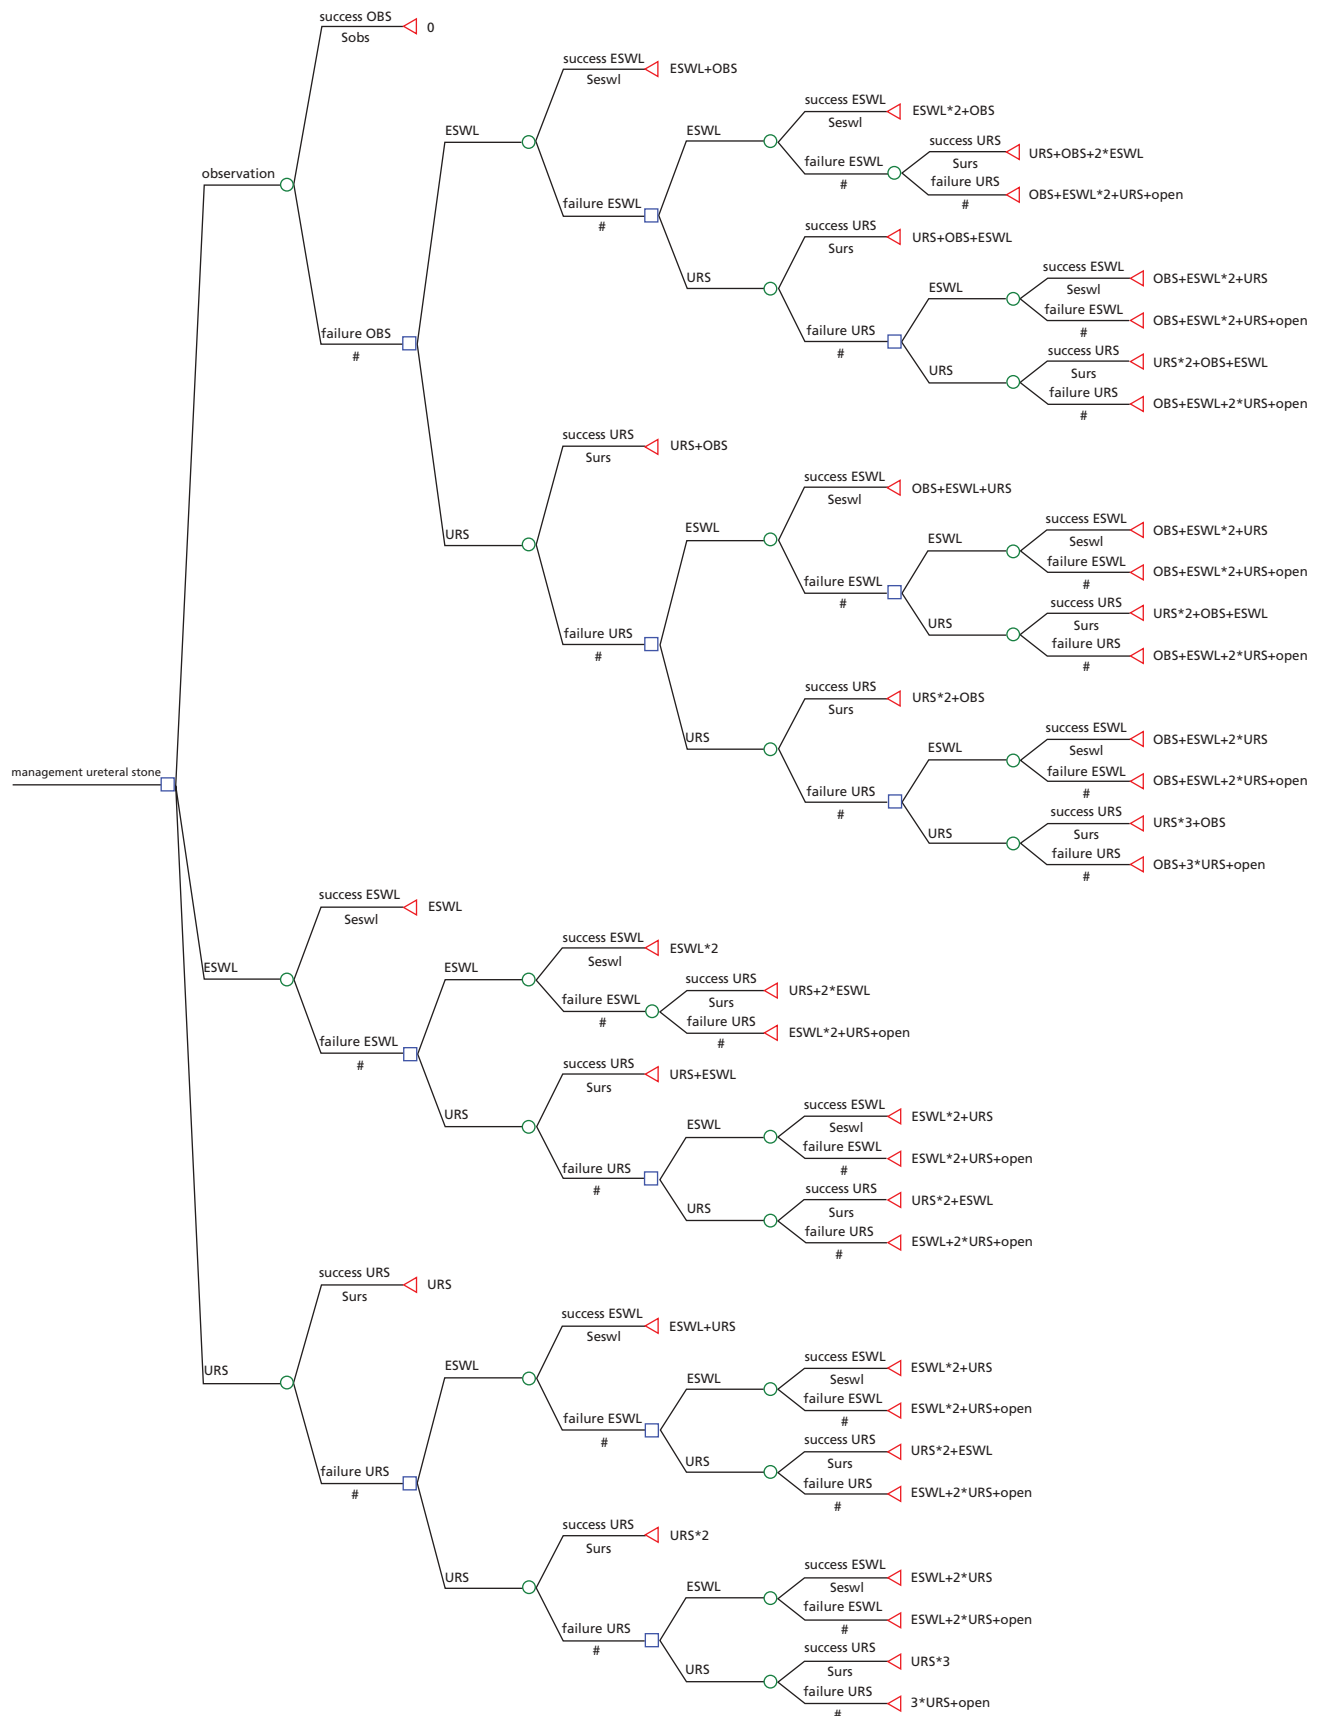 success OBS
Sobs
0
success ESWL
Seswl
ESWL+OBS
success ESWL
Seswl
ESWL*2+OBS
ESWL
ESWL
success URS
Surs
URS+OBS+2*ESWL
failure ESWL
#
failure URS
#
OBS+ESWL*2+URS+open
observation
failure ESWL
#
success URS
Surs
URS+OBS+ESWL
URS
success ESWL
Seswl
OBS+ESWL*2+URS
ESWL
failure ESWL
#
OBS+ESWL*2+URS+open
failure OBS
#
failure URS
#
success URS
Surs
URS*2+OBS+ESWL
URS
failure URS
#
OBS+ESWL+2*URS+open
success URS
Surs
URS+OBS
success ESWL
Seswl
OBS+ESWL+URS
ESWL
URS
success ESWL
Seswl
OBS+ESWL*2+URS
ESWL
failure ESWL
#
OBS+ESWL*2+URS+open
failure ESWL
#
success URS
Surs
URS*2+OBS+ESWL
URS
failure URS
#
OBS+ESWL+2*URS+open
failure URS
#
success URS
Surs
URS*2+OBS
URS
success ESWL
Seswl
OBS+ESWL+2*URS
ESWL
failure ESWL
#
OBS+ESWL+2*URS+open
management ureteral stone
failure URS
#
success URS
Surs
URS*3+OBS
URS
failure URS
#
OBS+3*URS+open
success ESWL
Seswl
ESWL
success ESWL
Seswl
ESWL*2
ESWL
ESWL
success URS
Surs
URS+2*ESWL
failure ESWL
#
failure URS
#
ESWL*2+URS+open
failure ESWL
#
success URS
Surs
URS+ESWL
URS
success ESWL
Seswl
ESWL*2+URS
ESWL
failure ESWL
#
ESWL*2+URS+open
failure URS
#
success URS
Surs
URS*2+ESWL
URS
failure URS
#
ESWL+2*URS+open
success URS
Surs
URS
success ESWL
Seswl
ESWL+URS
URS
ESWL
success ESWL
Seswl
ESWL*2+URS
ESWL
failure ESWL
#
ESWL*2+URS+open
failure ESWL
#
success URS
Surs
URS*2+ESWL
URS
failure URS
#
ESWL+2*URS+open
failure URS
#
success URS
Surs
URS*2
URS
success ESWL
Seswl
ESWL+2*URS
ESWL
failure ESWL
#
ESWL+2*URS+open
failure URS
#
success URS
Surs
URS*3
URS
failure URS
#
3*URS+open